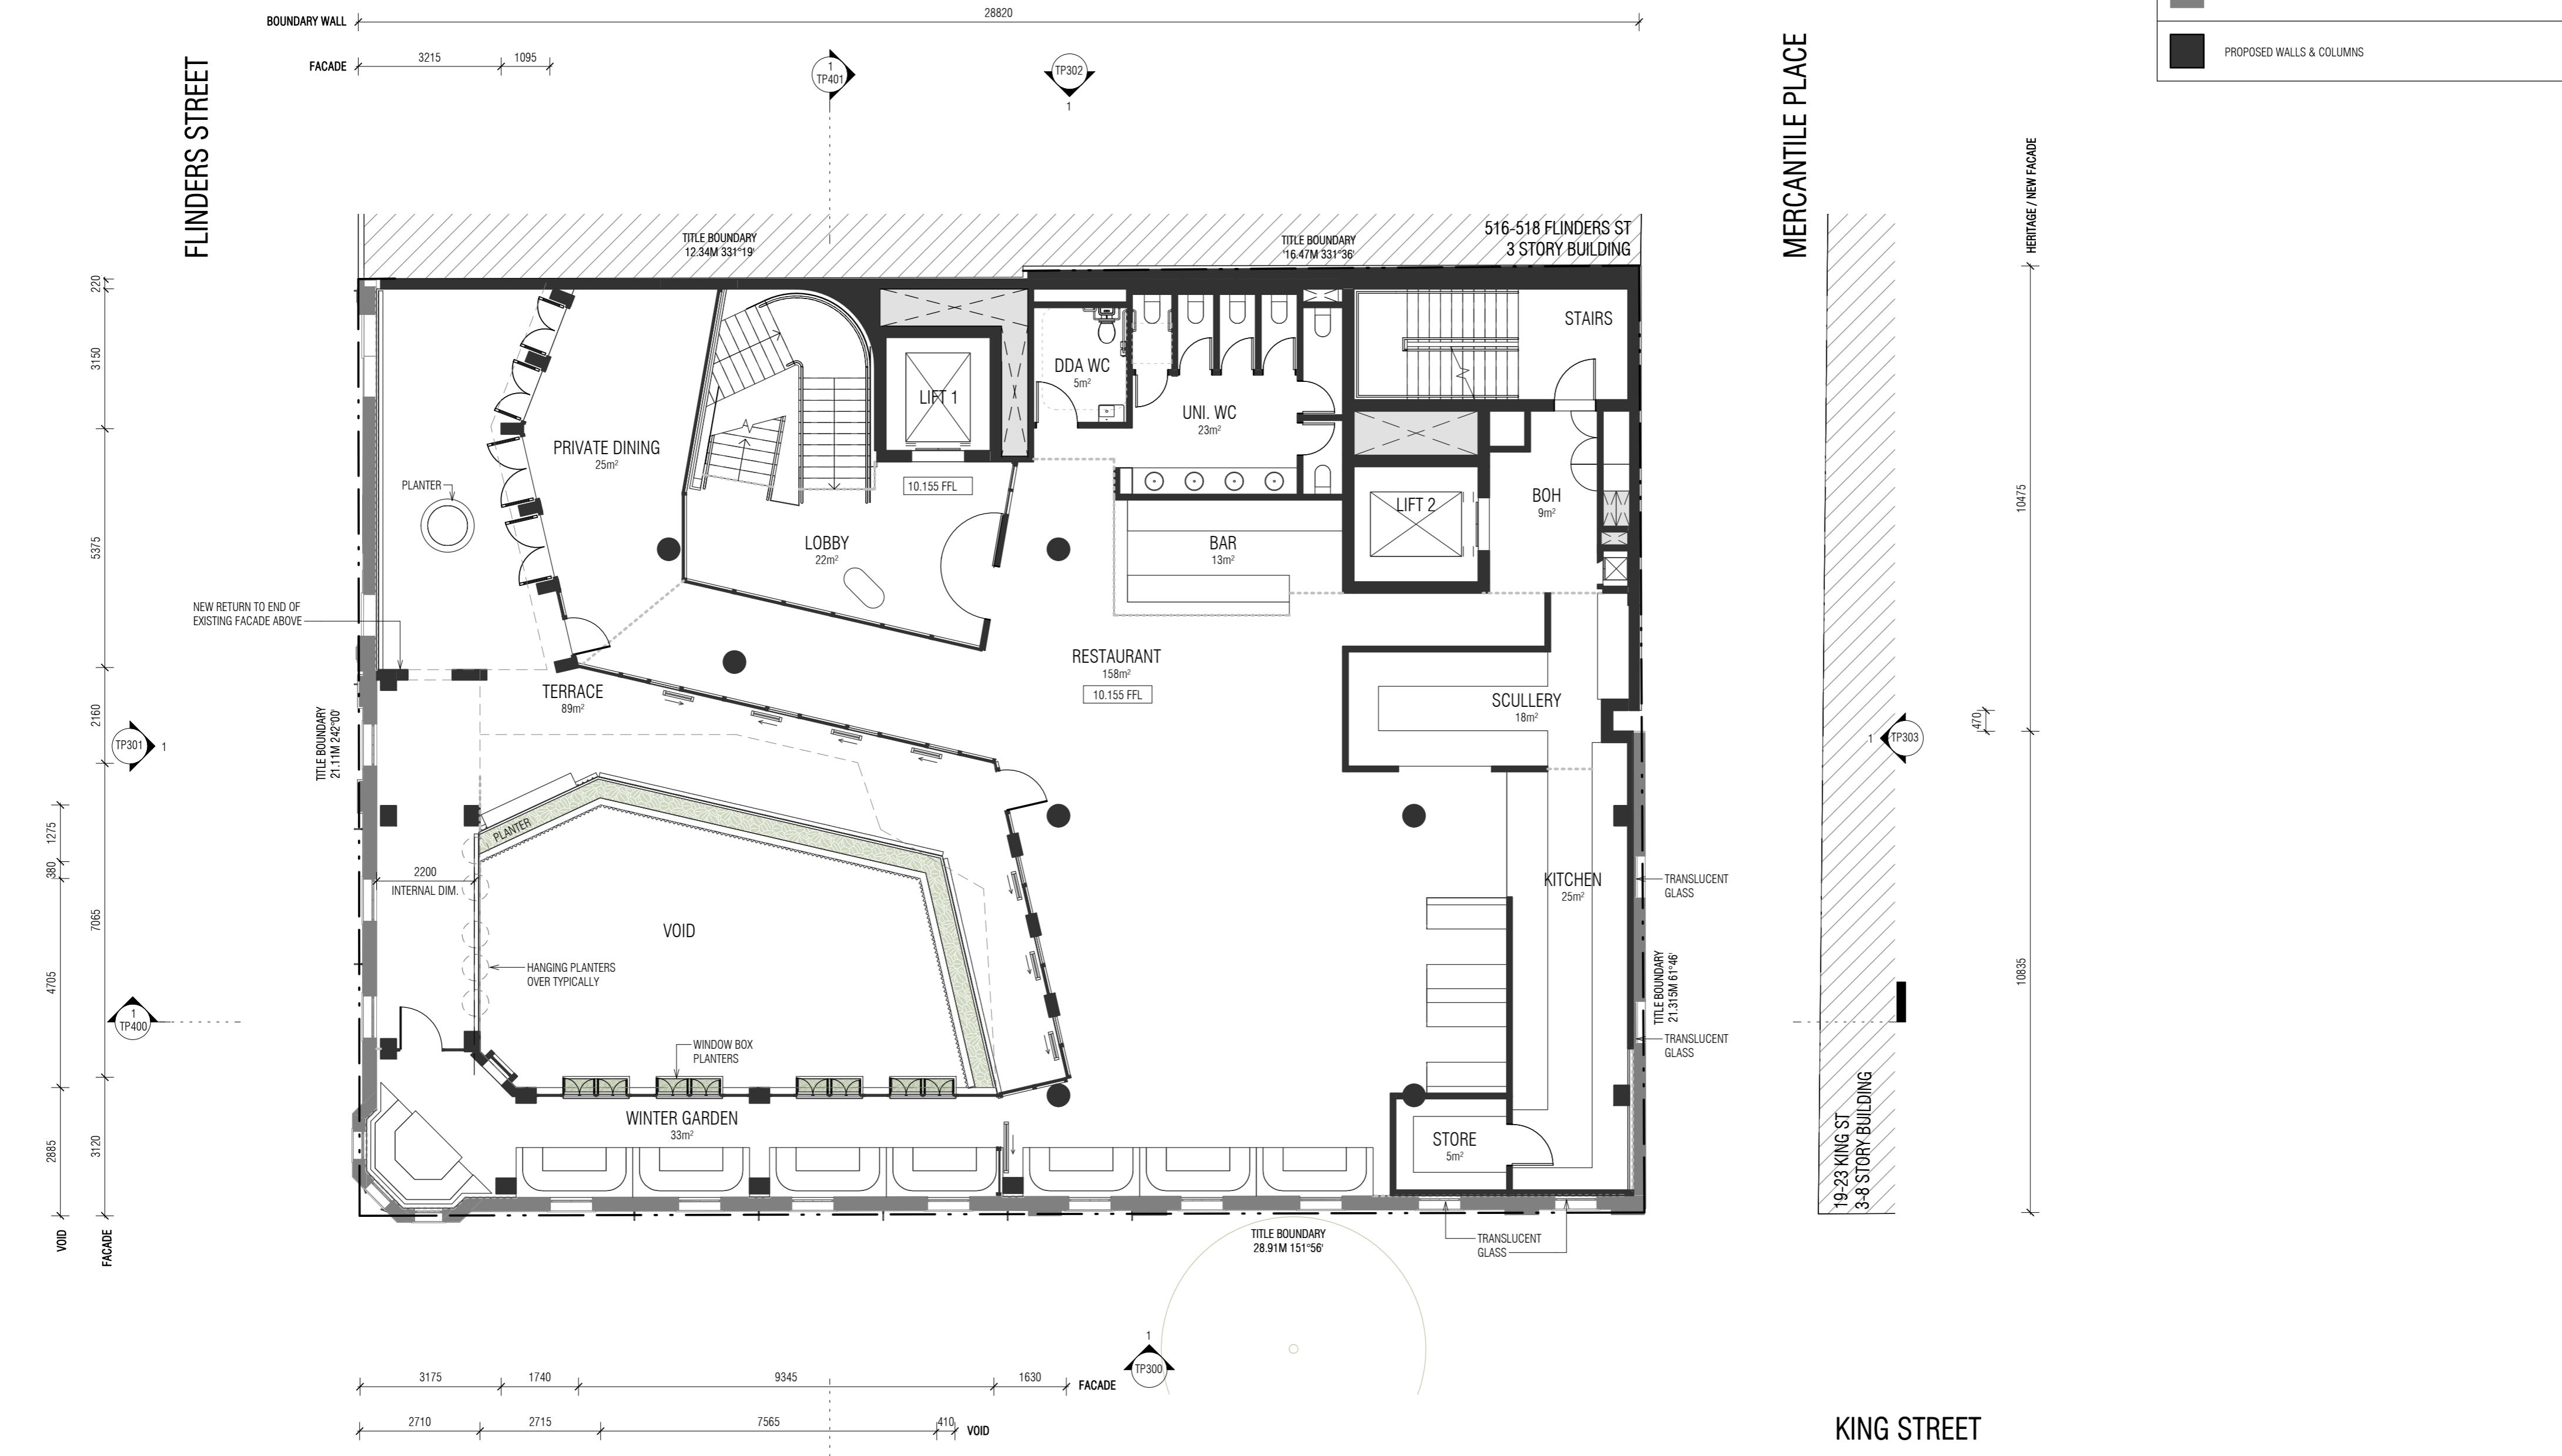 28820
BOUNDARY WALL
3215
1095
FACADE
1
TP401
TP302
1
PROPOSED WALLS & COLUMNS
FLINDERS STREET
MERCANTILE PLACE
HERITAGE / NEW FACADE
TITLE BOUNDARY
12.34M 331°19'
TITLE BOUNDARY
16.47M 331°36'
516-518 FLINDERS ST
3 STORY BUILDING
220
3150
5375
2160
7065
3120
FACADE
1275
380
4705
2885
VOID
STAIRS
DDA WC
5m²
LIFT 1
UNI. WC
23m²
PRIVATE DINING
25m²
PLANTER
10.155 FFL
LOBBY
22m²
BAR
13m²
LIFT 2
BOH
9m²
10475
NEW RETURN TO END OF
EXISTING FACADE ABOVE
RESTAURANT
158m²
10.155 FFL
TERRACE
89m²
SCULLERY
18m²
TITLE BOUNDARY
21.11M 242°00'
TP301
1
1
TP303
470
PLANTER
2200
INTERNAL DIM.
KITCHEN
25m²
TRANSLUCENT
GLASS
VOID
HANGING PLANTERS
OVER TYPICALLY
TITLE BOUNDARY
21.315M 61°46'
10835
1
TP400
WINDOW BOX
PLANTERS
TRANSLUCENT
GLASS
WINTER GARDEN
33m²
STORE
5m²
19-23 KING ST
3-8 STORY BUILDING
TITLE BOUNDARY
28.91M 151°56'
TRANSLUCENT
GLASS
1
TP300
3175
1740
9345
1630
FACADE
2710
2715
7565
410
VOID
KING STREET